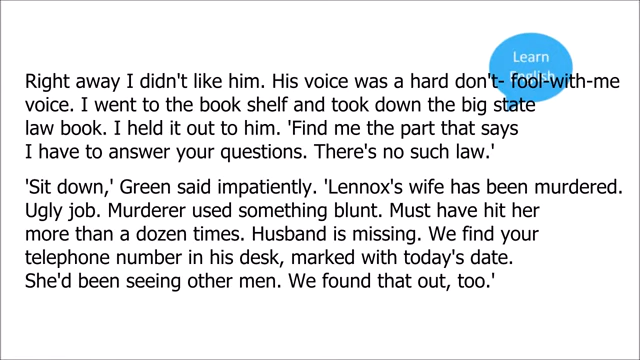 Learn
English
Right away I didn't like him. His voice was a hard don't- fool-with-me
voice. I went to the book shelf and took down the big state
law book. I held it out to him. 'Find me the part that says
I have to answer your questions. There's no such law.'
'Sit down,' Green said impatiently. 'Lennox's wife has been murdered.
Ugly job. Murderer used something blunt. Must have hit her
more than a dozen times. Husband is missing. We find your
telephone number in his desk, marked with today's date.
She'd been seeing other men. We found that out, too.'